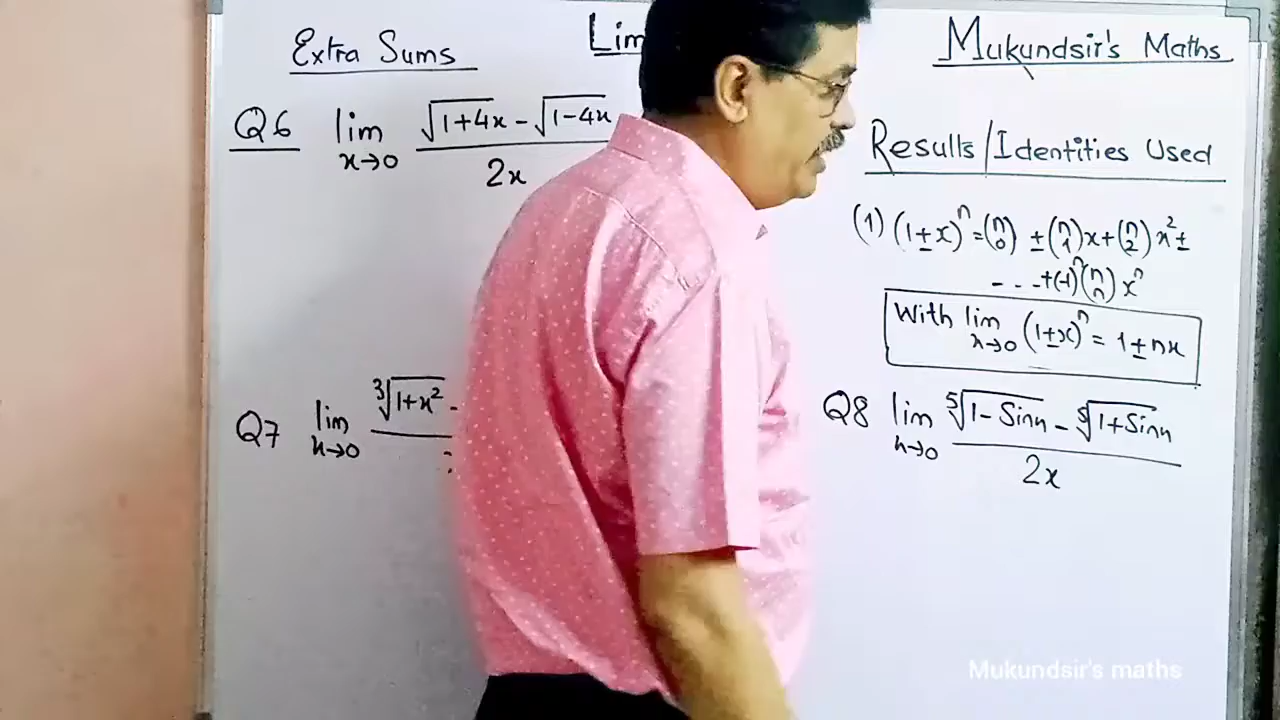 Extra Sums
Mukundsir's Maths
Q6 lim x→0 √1+4x - √1-4x
2x
Results/Identities Used
(1) (1±x)^n = (n 0) ± (n 1)x + (n 2)x² ±
- - - +(-1)^n (n n) x^n
With lim x→0 (1±x)^n = 1±nx
Q7 lim x→0 ∛1+x² -
Q8 lim x→0 ⁵√1-Sinx - ⁵√1+Sinx
2x
Mukundsir's maths